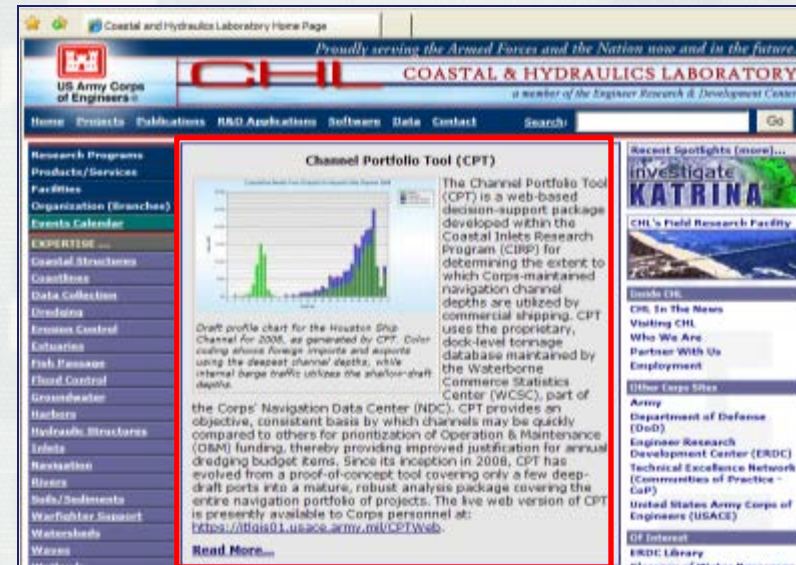 Coastal and Hydraulics Laboratory Home Page
Proudly serving the Armed Forces and the Nation now and in the future.
US Army Corps
of Engineers
CHL
COASTAL & HYDRAULICS LABORATORY
a member of the Engineer Research & Development Center
Home Projects Publications R&D Applications Software Data Contact Search: Go
Research Programs
Products/Services
Facilities
Organization (Branches)
Events Calendar
EXPERTISE ...
Coastal Structures
Coastlines
Data Collection
Dredging
Erosion Control
Estuaries
Fish Passage
Flood Control
Groundwater
Harbors
Hydraulic Structures
Inlets
Navigation
Rivers
Soils/Sediments
Warfighter Support
Watersheds
Waves
Channel Portfolio Tool (CPT)
The Channel Portfolio Tool
(CPT) is a web-based
decision-support package
developed within the
Coastal Inlets Research
Program (CIRP) for
determining the extent to
which Corps-maintained
navigation channel
depths are utilized by
commercial shipping. CPT
uses the proprietary,
dock-level tonnage
database maintained by
the Waterborne
Commerce Statistics
Center (WCSC), part of
the Corps' Navigation Data Center (NDC). CPT provides an
objective, consistent basis by which channels may be quickly
compared to others for prioritization of Operation & Maintenance
(O&M) funding, thereby providing improved justification for annual
dredging budget items. Since its inception in 2008, CPT has
evolved from a proof-of-concept tool covering only a few deep-
draft ports into a mature, robust analysis package covering the
entire navigation portfolio of projects. The live web version of CPT
is presently available to Corps personnel at:
https://itlgis01.usace.army.mil/CPTWeb.
Read More...
Draft profile chart for the Houston Ship
Channel for 2008, as generated by CPT. Color
coding shows foreign imports and exports
using the deepest channel depths, while
internal barge traffic utilizes the shallow-draft
depths.
Recent Spotlights (more)...
investigate
KATRINA
CHL's Field Research Facility
Inside CHL
CHL In The News
Visiting CHL
Who We Are
Partner With Us
Employment
Other Corps Sites
Army
Department of Defense
(DoD)
Engineer Research
Development Center (ERDC)
Technical Excellence Network
(Communities of Practice -
CoP)
United States Army Corps of
Engineers (USACE)
Of Interest
ERDC Library